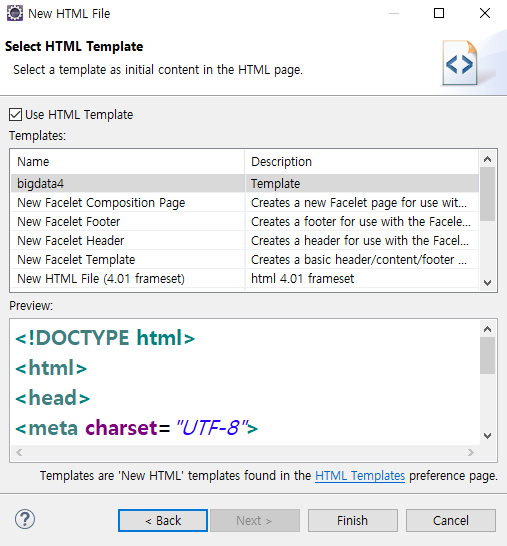 New HTML File
Select HTML Template
Select a template as initial content in the HTML page.
Use HTML Template
Templates:
Name Description
bigdata4 Template
New Facelet Composition Page Creates a new Facelet page for use wit...
New Facelet Footer Creates a footer for use with the Facele...
New Facelet Header Creates a header for use with the Facel...
New Facelet Template Creates a basic header/content/footer ...
New HTML File (4.01 frameset) html 4.01 frameset
Preview:
<!DOCTYPE html>
<html>
<head>
<meta charset="UTF-8">
Templates are 'New HTML' templates found in the HTML Templates preference page.
? < Back Next > Finish Cancel